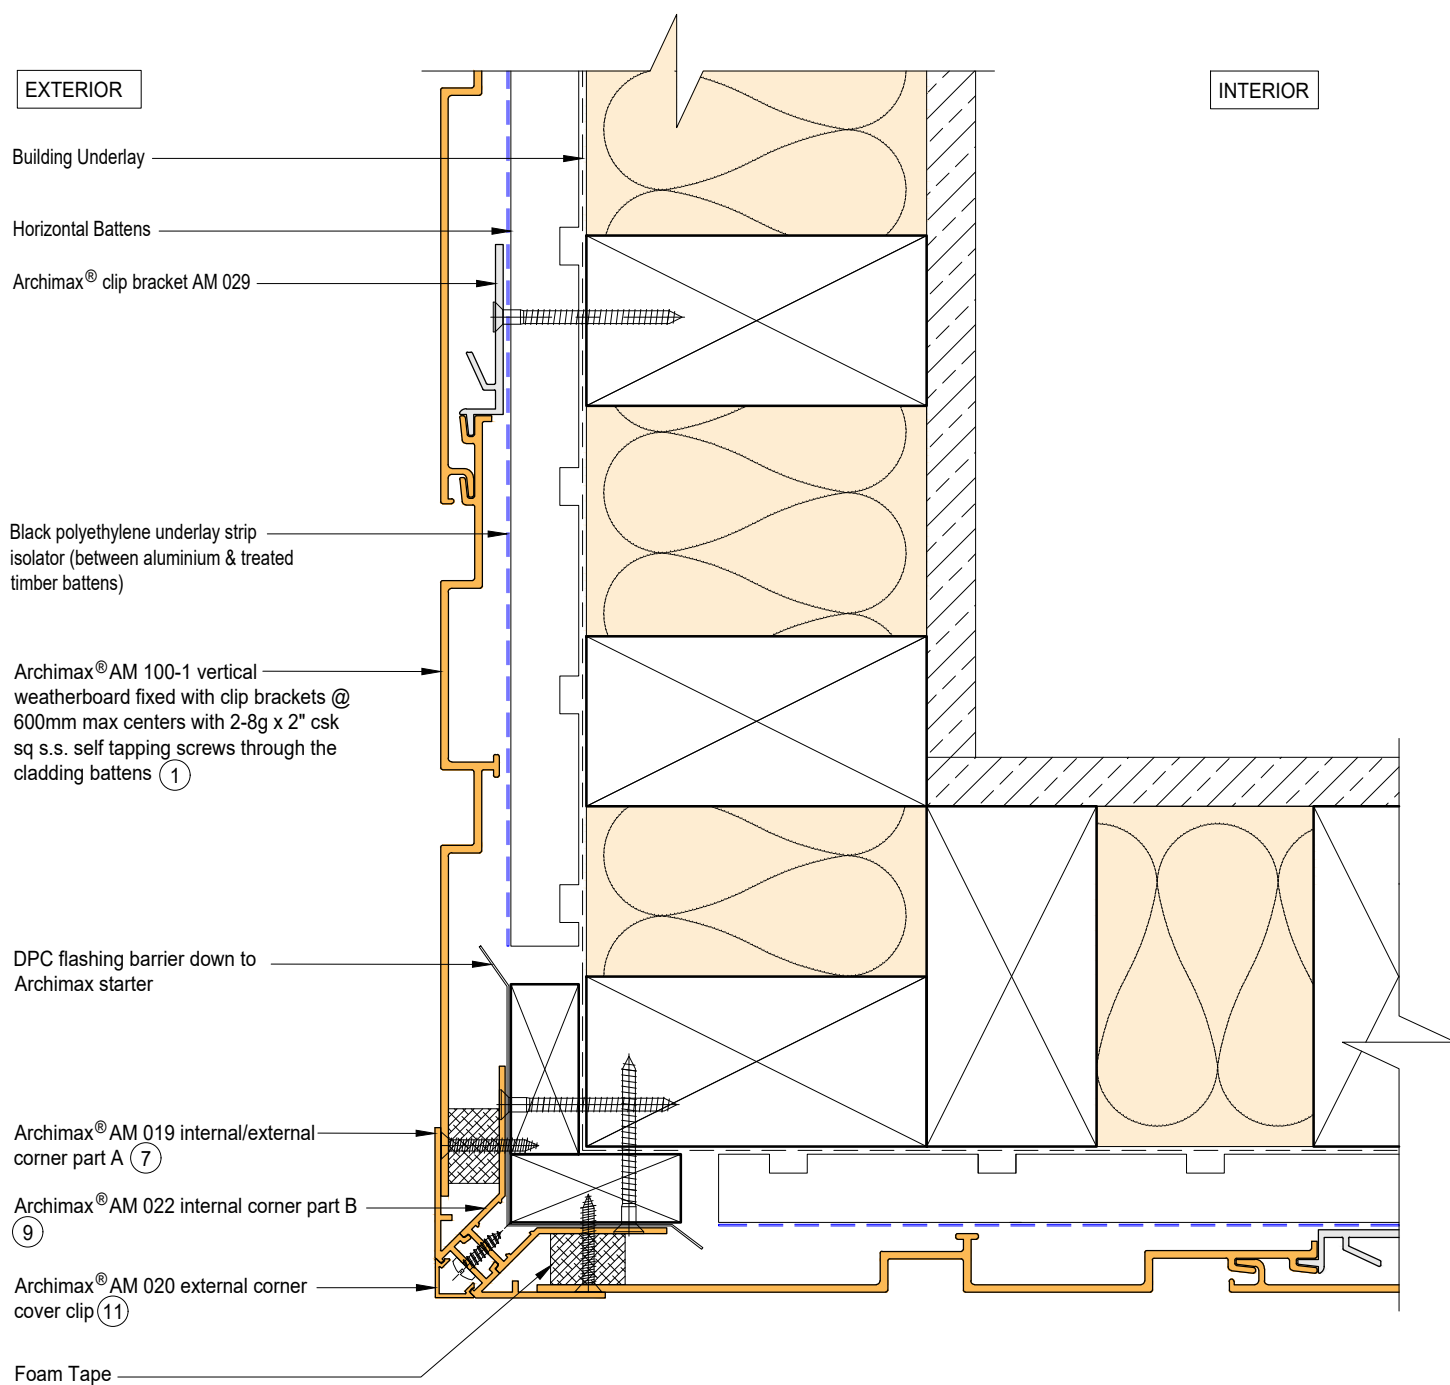 EXTERIOR
INTERIOR
Building Underlay
Horizontal Battens
Archimax® clip bracket AM 029
Black polyethylene underlay strip
isolator (between aluminium & treated
timber battens)
Archimax® AM 100-1 vertical
weatherboard fixed with clip brackets @
600mm max centers with 2-8g x 2" csk
sq s.s. self tapping screws through the
cladding battens 1
DPC flashing barrier down to
Archimax starter
Archimax® AM 019 internal/external
corner part A 7
Archimax® AM 022 internal corner part B
9
Archimax® AM 020 external corner
cover clip 11
Foam Tape